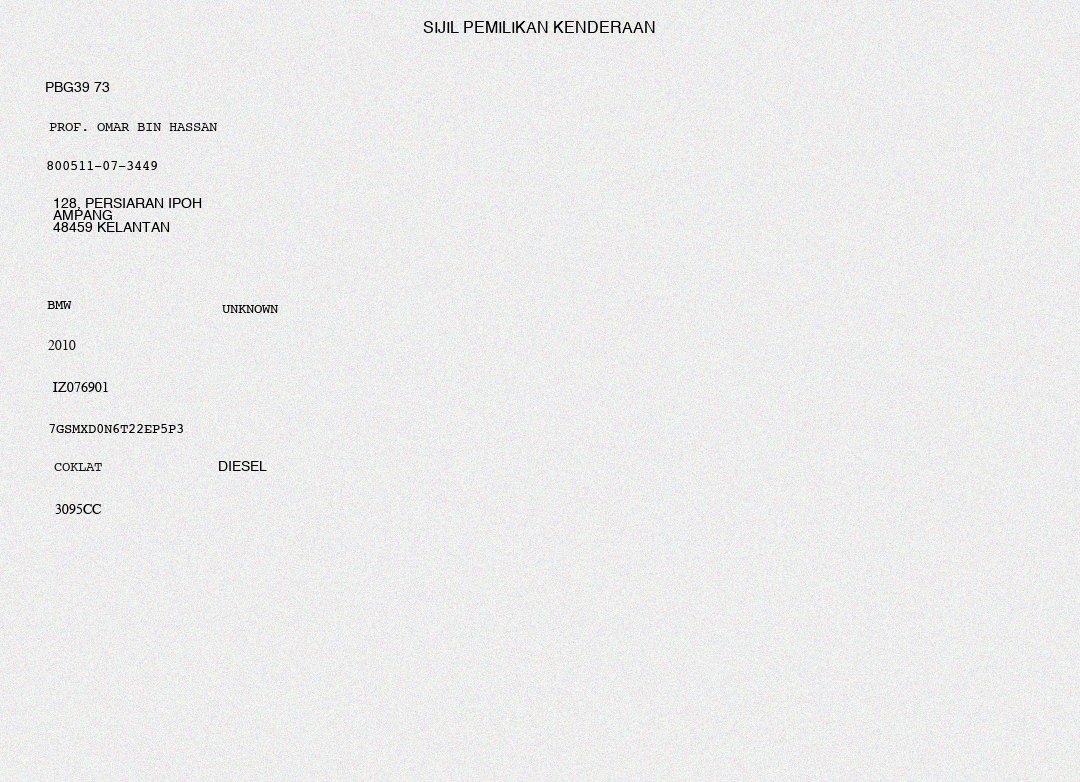 SIJIL PEMILIKAN KENDERAAN
PBG39 73
PROF. OMAR BIN HASSAN
800511-07-3449
128, PERSIARAN IPOH
AMPANG
48459 KELANTAN
BMW
UNKNOWN
2010
IZ076901
7GSMXD0N6T22EP5P3
COKLAT
DIESEL
3095CC